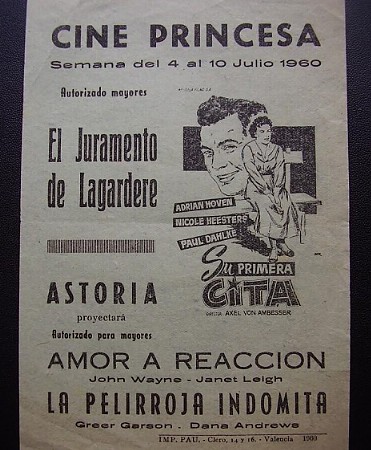 CINE PRINCESA
Semana del 4 al 10 Julio 1960
Autorizado mayores
El Juramento
de Lagardere
ADRIAN HOVEN
NICOLE HEESTERS
PAUL DAHLKE
Su PRIMERA
CITA
AXEL VON AMBESSER
ASTORIA
proyectará
Autorizado para mayores
AMOR A REACCION
John Wayne - Janet Leigh
LA PELIRROJA INDOMITA
Greer Garson - Dana Andrews
IMP. PAU. - Clero, 14 y 16. - Valencia 1960